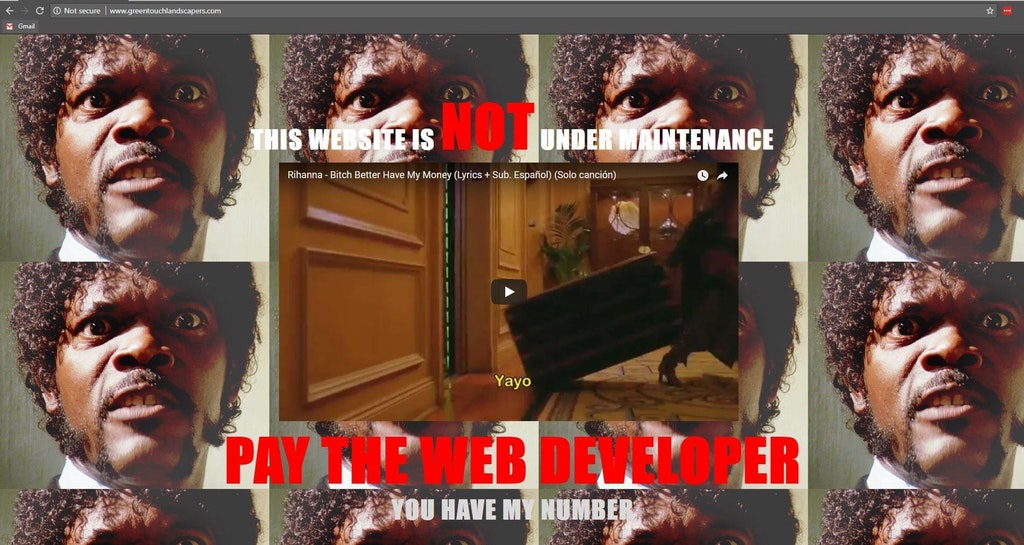 Not secure | www.greentouchlandscapers.com
Gmail
THIS WEBSITE IS NOT UNDER MAINTENANCE
Rihanna - Bitch Better Have My Money (Lyrics + Sub. Español) (Solo canción)
Yayo
PAY THE WEB DEVELOPER
YOU HAVE MY NUMBER